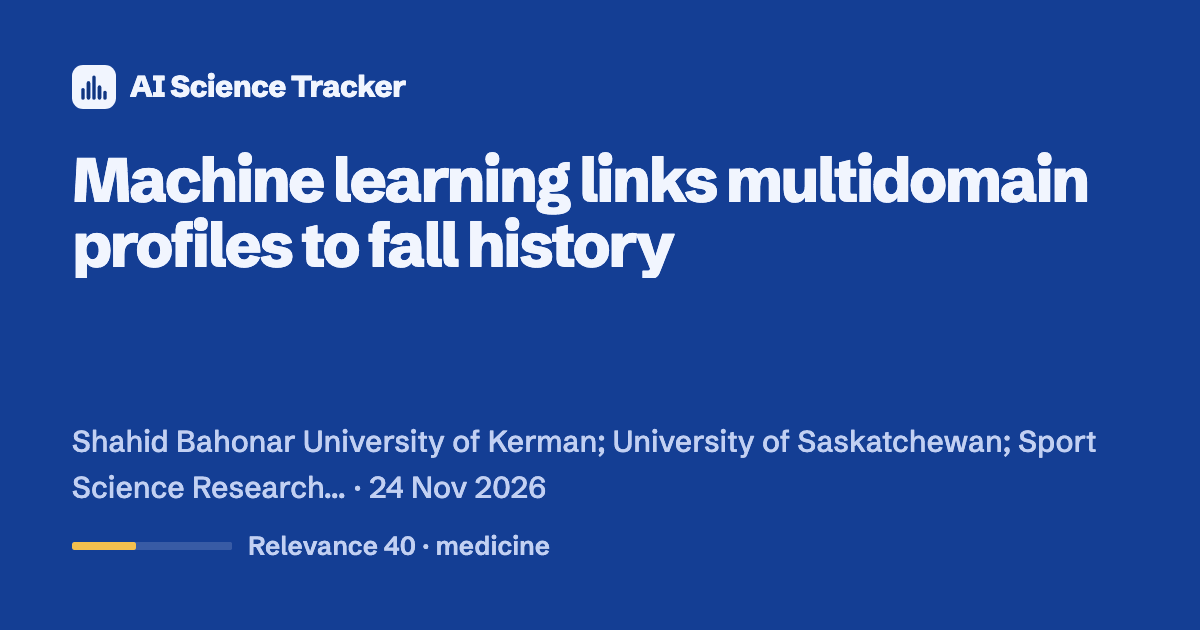 AI Science Tracker
Machine learning links multidomain
profiles to fall history
Shahid Bahonar University of Kerman; University of Saskatchewan; Sport
Science Research... · 24 Nov 2026
Relevance 40 · medicine